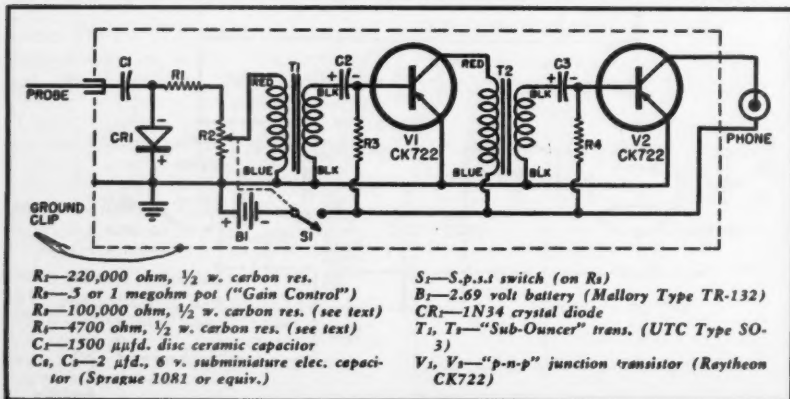 C1
R1
T1
C2
T2
C3
RED
RED
+ -
+ -
PROBE
BLK
BLK
-
CR1
R2
R3
R4
PHONE
V1
CK722
V2
CK722
+
BLUE
BLK
BLUE
BLK
GROUND
CLIP
+
-
B1
S1
R₁—220,000 ohm, ½ w. carbon res.
R₂—.5 or 1 megohm pot ("Gain Control")
R₃—100,000 ohm, ½ w. carbon res. (see text)
R₄—4700 ohm, ½ w. carbon res. (see text)
C₁—1500 μμfd. disc ceramic capacitor
C₂, C₃—2 μfd., 6 v. subminiature elec. capaci-
tor (Sprague 1081 or equiv.)
S₁—S.p.s.t switch (on R₂)
B₁—2.69 volt battery (Mallory Type TR-132)
CR₁—1N34 crystal diode
T₁, T₂—"Sub-Ouncer" trans. (UTC Type SO-
3)
V₁, V₂—"p-n-p" junction transistor (Raytheon
CK722)